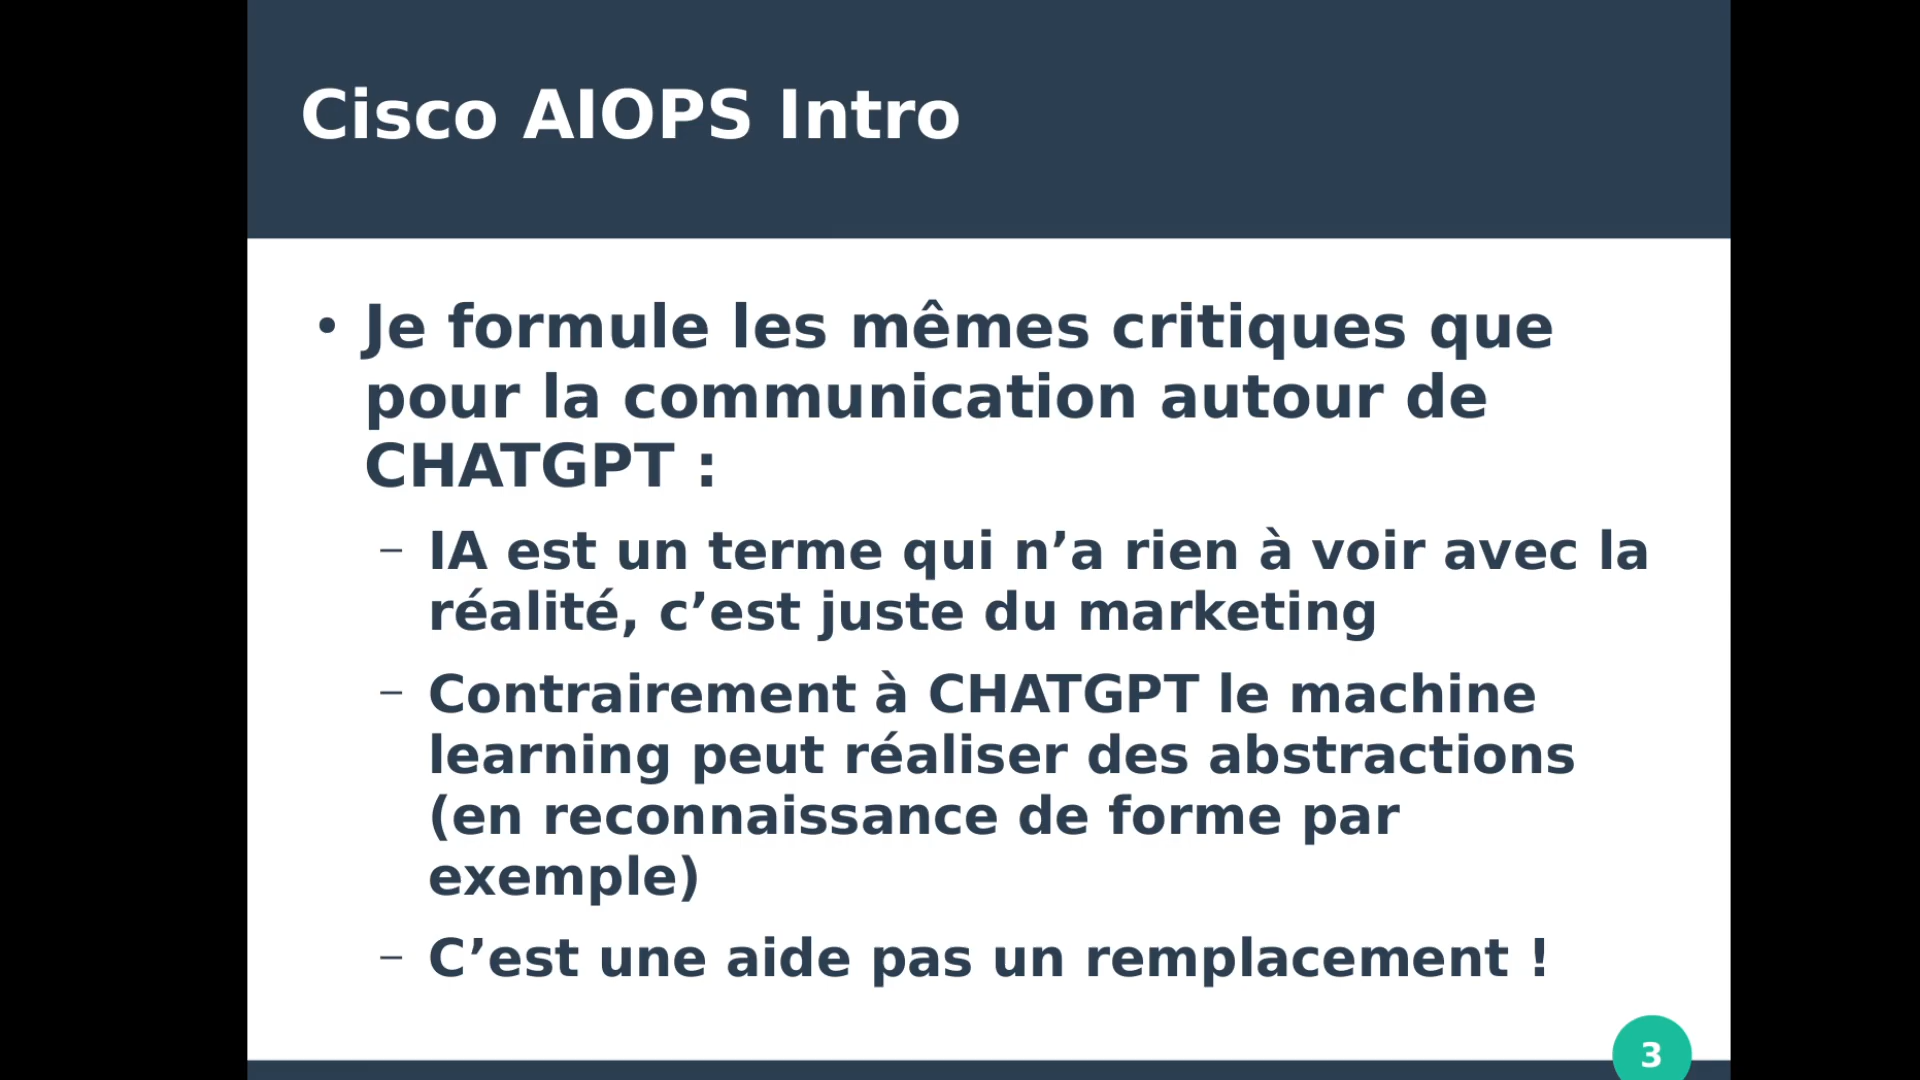 Cisco AIOPS Intro
• Je formule les mêmes critiques que
pour la communication autour de
CHATGPT :
– IA est un terme qui n’a rien à voir avec la
réalité, c’est juste du marketing
– Contrairement à CHATGPT le machine
learning peut réaliser des abstractions
(en reconnaissance de forme par
exemple)
– C’est une aide pas un remplacement !
3